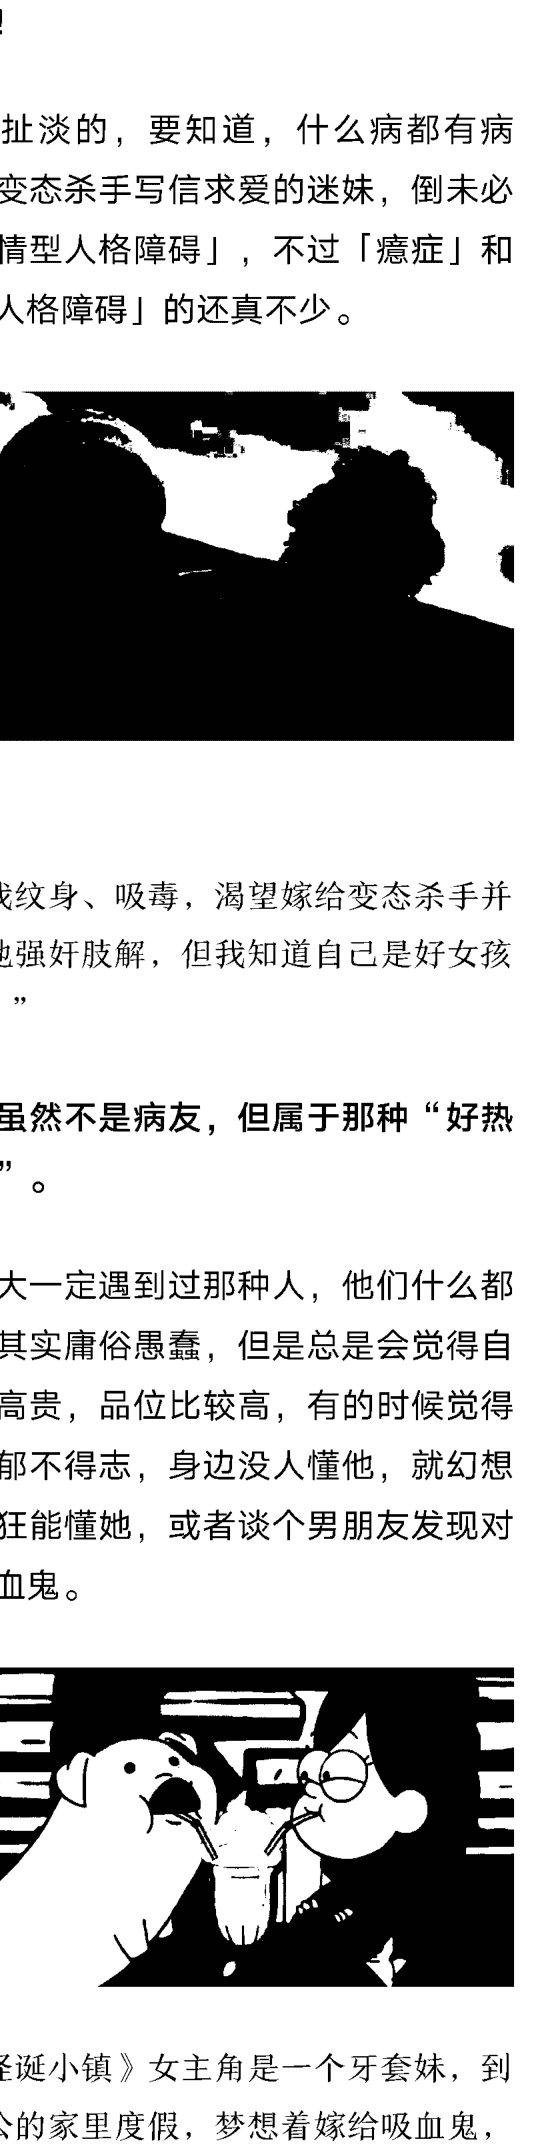 扯淡的，要知道，什么病都有病
变态杀手写信求爱的迷妹，倒未必
情型人格障碍」，不过「癔症」和
人格障碍」的还真不少。
纹身、吸毒，渴望嫁给变态杀手并
强奸肢解，但我知道自己是好女孩
”
虽然不是病友，但属于那种“好热
”。
大一定遇到过那种人，他们什么都
其实庸俗愚蠢，但是总是会觉得自
高贵，品位比较高，有的时候觉得
郁不得志，身边没人懂他，就幻想
狂能懂她，或者谈个男朋友发现对
血鬼。
诞小镇》女主角是一个牙套妹，到
公的家里度假，梦想着嫁给吸血鬼，